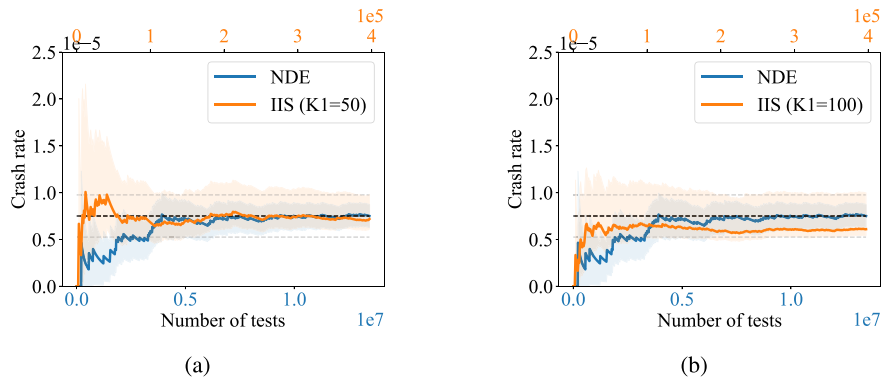 1e5
0 1 2 3 4
1e−5
2.5
2.0
1.5
1.0
0.5
0.0
Crash rate
NDE
IIS (K1=50)
0.0 0.5 1.0
Number of tests
1e7
(a)
1e5
0 1 2 3 4
1e−5
2.5
2.0
1.5
1.0
0.5
0.0
Crash rate
NDE
IIS (K1=100)
0.0 0.5 1.0
Number of tests
1e7
(b)